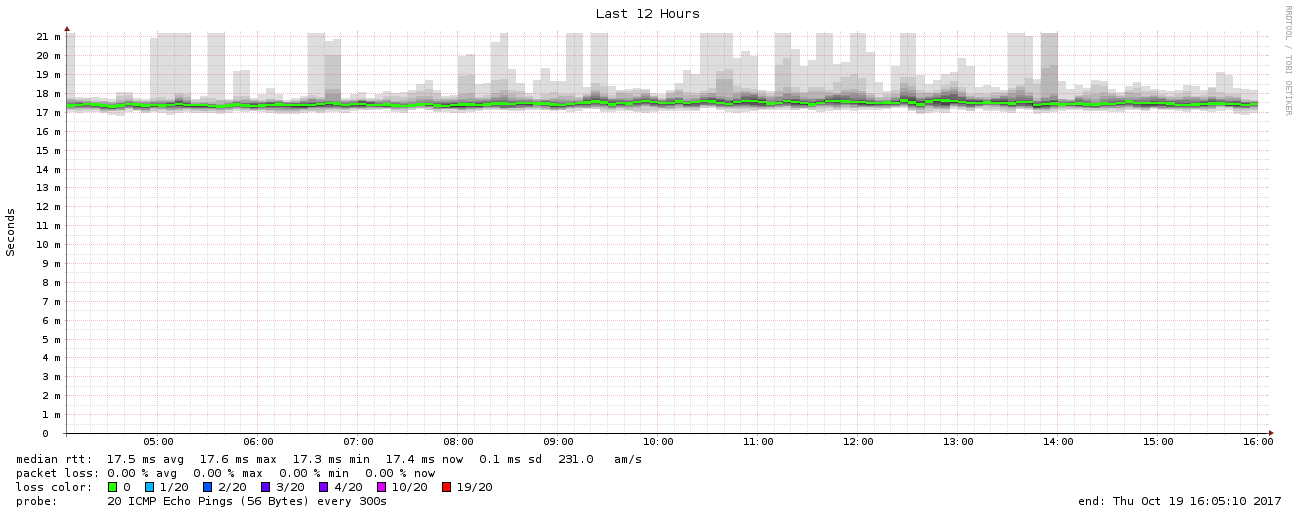 Last 12 Hours
RRDTOOL / TOBI OETIKER
Seconds
21 m
20 m
19 m
18 m
17 m
16 m
15 m
14 m
13 m
12 m
11 m
10 m
9 m
8 m
7 m
6 m
5 m
4 m
3 m
2 m
1 m
0
05:00 06:00 07:00 08:00 09:00 10:00 11:00 12:00 13:00 14:00 15:00 16:00
median rtt: 17.5 ms avg 17.6 ms max 17.3 ms min 17.4 ms now 0.1 ms sd 231.0 am/s
packet loss: 0.00 % avg 0.00 % max 0.00 % min 0.00 % now
loss color: 0 1/20 2/20 3/20 4/20 10/20 19/20
probe: 20 ICMP Echo Pings (56 Bytes) every 300s end: Thu Oct 19 16:05:10 2017